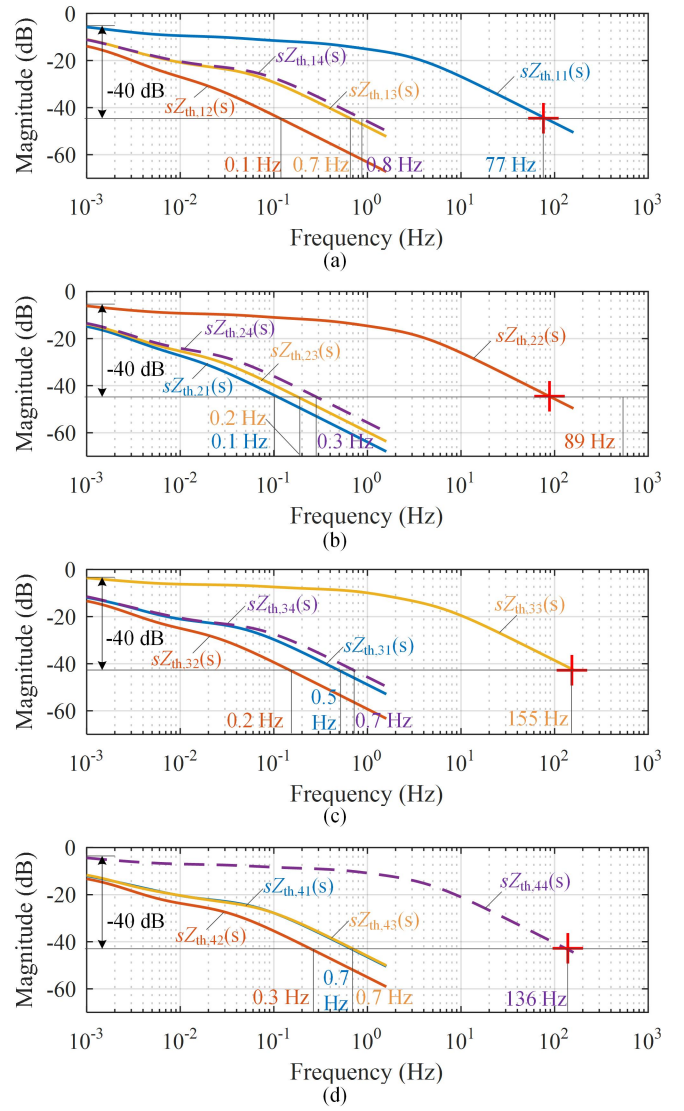 0
-20
-40
-60
Magnitude (dB)
-40 dB
sZth,14(s)
sZth,13(s)
sZth,12(s)
sZth,11(s)
0.1 Hz
0.7 Hz
0.8 Hz
77 Hz
10-3 10-2 10-1 100 101 102 103
Frequency (Hz)
(a)
0
-20
-40
-60
Magnitude (dB)
-40 dB
sZth,24(s)
sZth,23(s)
sZth,21(s)
sZth,22(s)
0.2 Hz
0.1 Hz
0.3 Hz
89 Hz
10-3 10-2 10-1 100 101 102 103
Frequency (Hz)
(b)
0
-20
-40
-60
Magnitude (dB)
-40 dB
sZth,34(s)
sZth,31(s)
sZth,32(s)
sZth,33(s)
0.2 Hz
0.5
Hz
0.7 Hz
155 Hz
10-3 10-2 10-1 100 101 102 103
Frequency (Hz)
(c)
0
-20
-40
-60
Magnitude (dB)
-40 dB
sZth,41(s)
sZth,43(s)
sZth,42(s)
sZth,44(s)
0.3 Hz
0.7
Hz
0.7 Hz
136 Hz
10-3 10-2 10-1 100 101 102 103
Frequency (Hz)
(d)